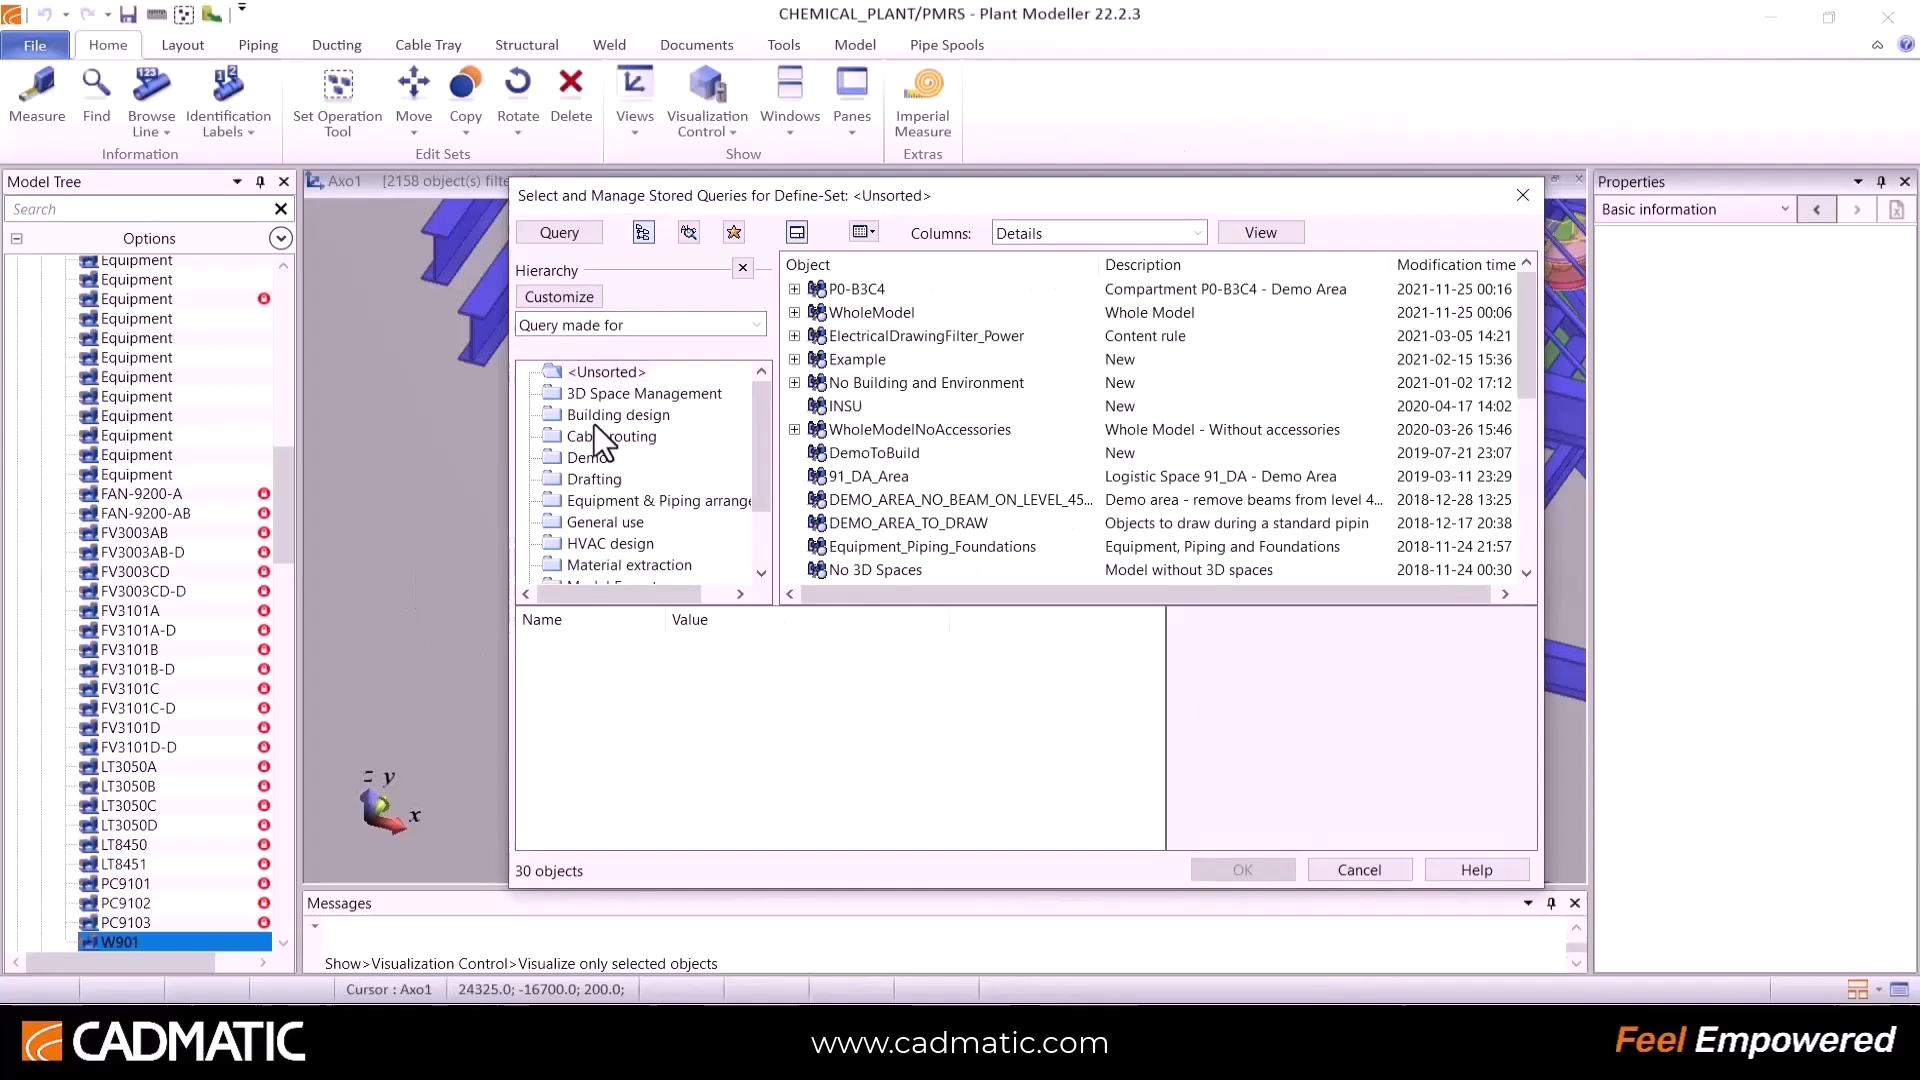 CHEMICAL_PLANT/PMRS - Plant Modeller 22.2.3
File Home Layout Piping Ducting Cable Tray Structural Weld Documents Tools Model Pipe Spools
Measure Find Browse Line Identification Labels Set Operation Tool Move Copy Rotate Delete Views Visualization Control Windows Panes Imperial Measure
Information Edit Sets Show Extras
Model Tree
Search
Options
Equipment
Equipment
Equipment
Equipment
Equipment
Equipment
Equipment
Equipment
Equipment
Equipment
Equipment
Equipment
FAN-9200-A
FAN-9200-AB
FV3003AB
FV3003AB-D
FV3003CD
FV3003CD-D
FV3101A
FV3101A-D
FV3101B
FV3101B-D
FV3101C
FV3101C-D
FV3101D
FV3101D-D
LT3050A
LT3050B
LT3050C
LT3050D
LT8450
LT8451
PC9101
PC9102
PC9103
W901
Axo1 [2158 object(s)
Select and Manage Stored Queries for Define-Set: <Unsorted>
Query Columns: Details View
Hierarchy
Customize
Query made for
<Unsorted>
3D Space Management
Building design
routing
Demo
Drafting
Equipment & Piping
General use
HVAC design
Material extraction
Object Description Modification time
P0-B3C4 Compartment P0-B3C4 - Demo Area 2021-11-25 00:16
WholeModel Whole Model 2021-11-25 00:06
ElectricalDrawingFilter_Power Content rule 2021-03-05 14:21
Example New 2021-02-15 15:36
No Building and Environment New 2021-01-02 17:12
INSU New 2020-04-17 14:02
WholeModelNoAccessories Whole Model - Without accessories 2020-03-26 15:46
DemoToBuild New 2019-07-21 23:07
91_DA_Area Logistic Space 91_DA - Demo Area 2019-03-11 23:29
DEMO_AREA_NO_BEAM_ON_LEVEL_45... Demo area - remove beams from level 4... 2018-12-28 13:25
DEMO_AREA_TO_DRAW Objects to draw during a standard pipin 2018-12-17 20:38
Equipment_Piping_Foundations Equipment, Piping and Foundations 2018-11-24 21:57
No 3D Spaces Model without 3D spaces 2018-11-24 00:30
Name Value
30 objects
OK Cancel Help
z y
x
Properties
Basic information
Messages
Show>Visualization Control>Visualize only selected objects
Cursor : Axo1 24325.0; -16700.0; 200.0;
CADMATIC
www.cadmatic.com
Feel Empowered